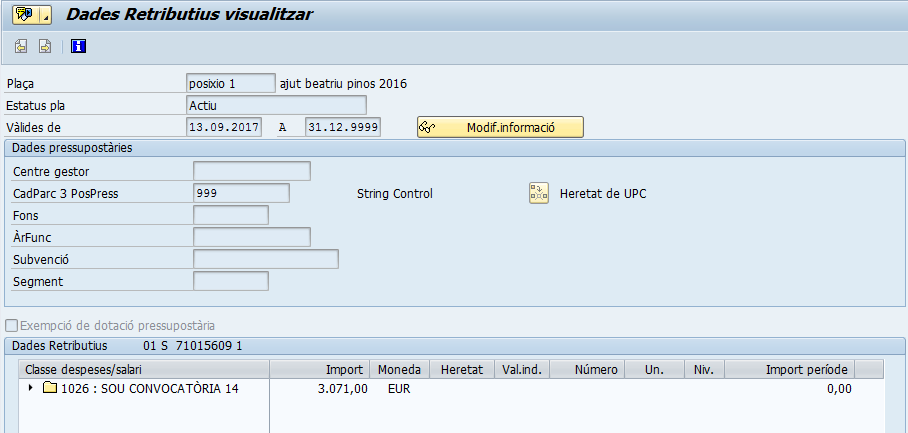 Dades Retributius visualitzar
Plaça posixio 1 ajut beatriu pinos 2016
Estatus pla Actiu
Vàlides de 13.09.2017 A 31.12.9999 Modif.informació
Dades pressupostàries
Centre gestor
CadParc 3 PosPress 999 String Control Heretat de UPC
Fons
ÀrFunc
Subvenció
Segment
Exempció de dotació pressupostària
Dades Retributius 01 S 71015609 1
Classe despeses/salari Import Moneda Heretat Val.ind. Número Un. Niv. Import període
1026 : SOU CONVOCATÒRIA 14 3.071,00 EUR 0,00